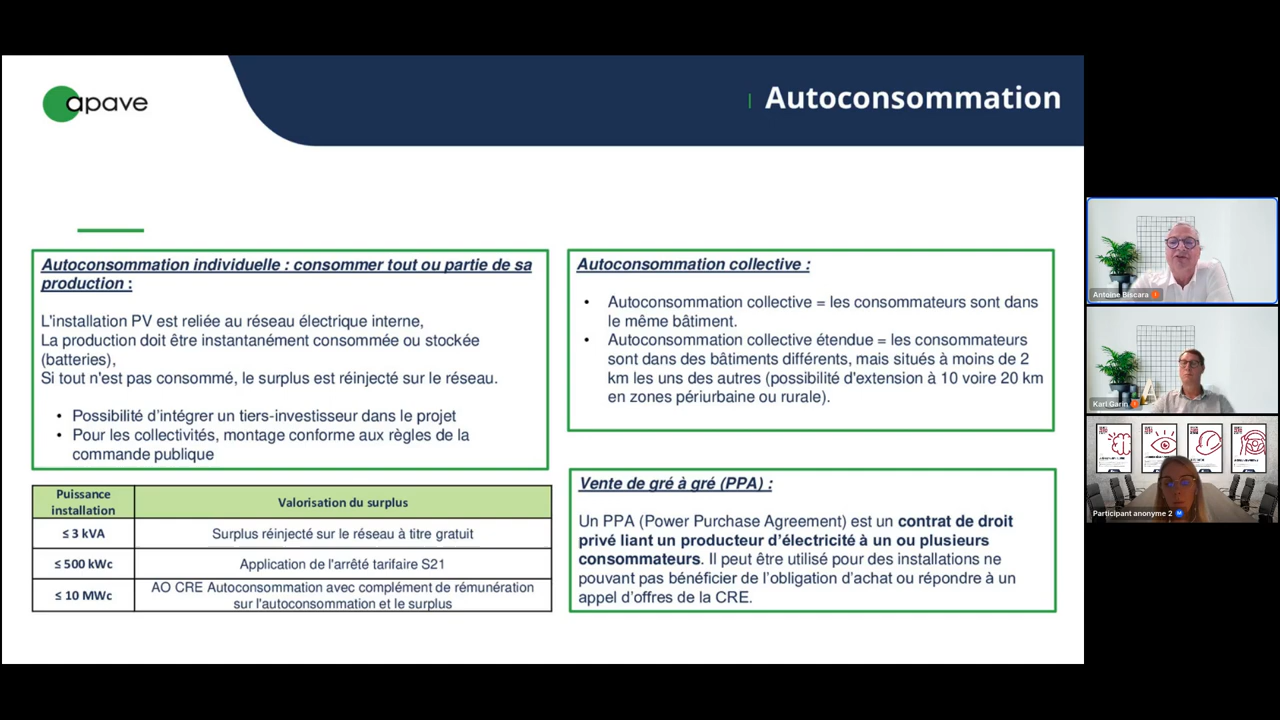 apave
Autoconsommation
Autoconsommation individuelle : consommer tout ou partie de sa
production :
L'installation PV est reliée au réseau électrique interne,
La production doit être instantanément consommée ou stockée
(batteries),
Si tout n'est pas consommé, le surplus est réinjecté sur le réseau.
• Possibilité d'intégrer un tiers-investisseur dans le projet
• Pour les collectivités, montage conforme aux règles de la
commande publique
Puissance
installation
Valorisation du surplus
≤ 3 kVA
Surplus réinjecté sur le réseau à titre gratuit
≤ 500 kWc
Application de l'arrêté tarifaire S21
≤ 10 MWc
AO CRE Autoconsommation avec complément de rémunération
sur l'autoconsommation et le surplus
Autoconsommation collective :
• Autoconsommation collective = les consommateurs sont dans
le même bâtiment.
• Autoconsommation collective étendue = les consommateurs
sont dans des bâtiments différents, mais situés à moins de 2
km les uns des autres (possibilité d'extension à 10 voire 20 km
en zones périurbaine ou rurale).
Vente de gré à gré (PPA) :
Un PPA (Power Purchase Agreement) est un contrat de droit
privé liant un producteur d'électricité à un ou plusieurs
consommateurs. Il peut être utilisé pour des installations ne
pouvant pas bénéficier de l'obligation d'achat ou répondre à un
appel d'offres de la CRE.
Antoine Biscara
Karl Garin
Participant anonyme 2
M